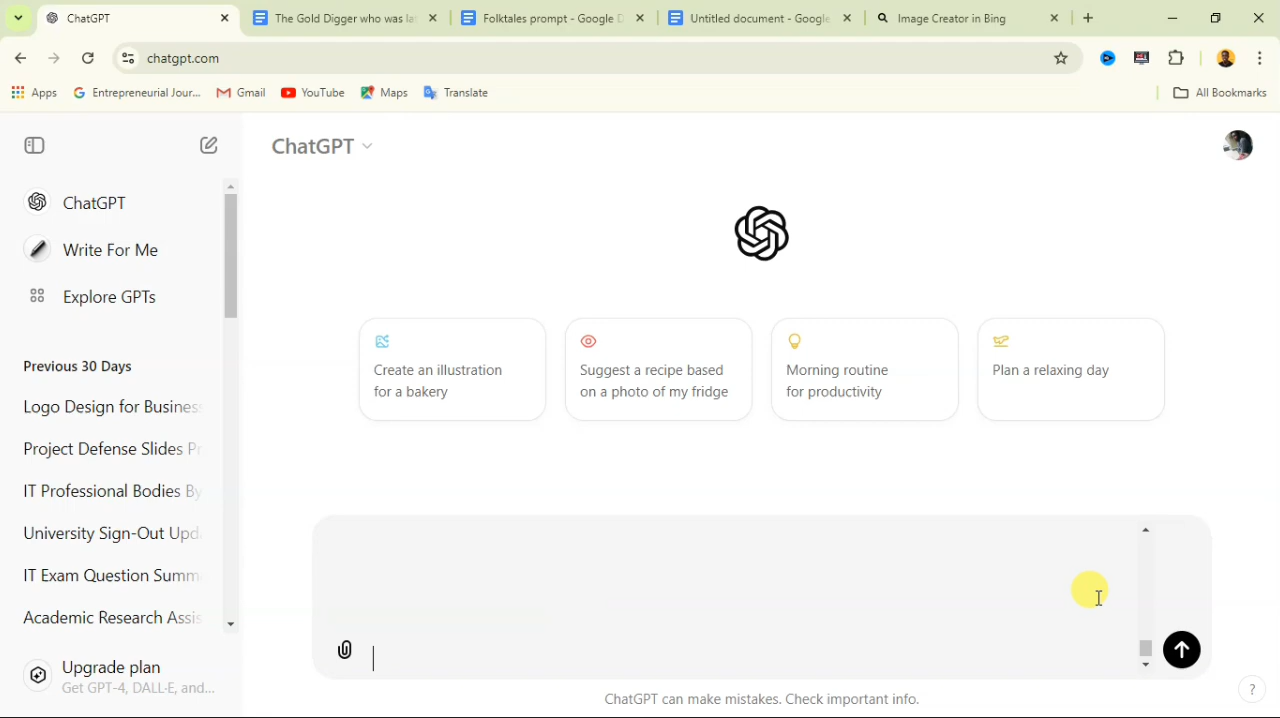 ChatGPT
The Gold Digger who was la
Folktales prompt - Google D
Untitled document - Google
Image Creator in Bing
chatgpt.com
Apps
Entrepreneurial Jour...
Gmail
YouTube
Maps
Translate
All Bookmarks
ChatGPT
ChatGPT
Write For Me
Explore GPTs
Previous 30 Days
Logo Design for Business
Project Defense Slides Pr
IT Professional Bodies By
University Sign-Out Upda
IT Exam Question Summ
Academic Research Assis
Upgrade plan
Get GPT-4, DALL·E, and...
Create an illustration
for a bakery
Suggest a recipe based
on a photo of my fridge
Morning routine
for productivity
Plan a relaxing day
ChatGPT can make mistakes. Check important info.
?